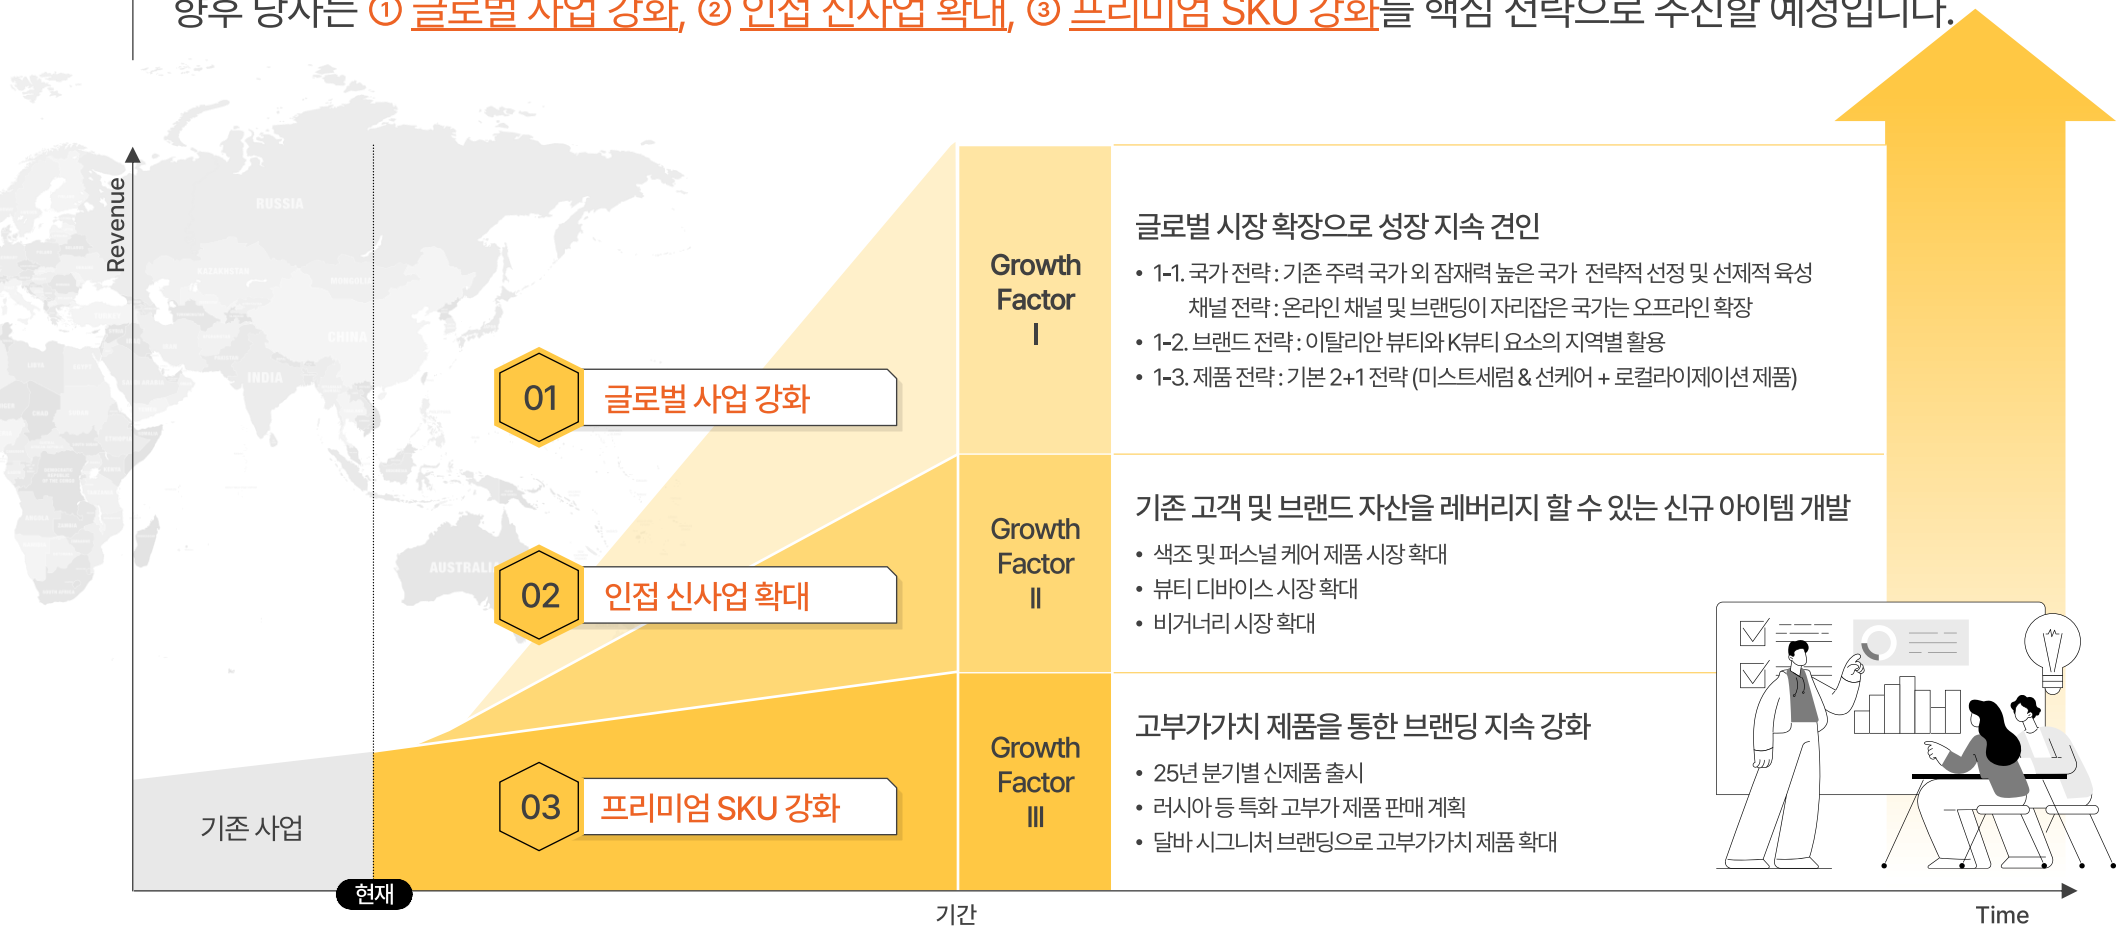 향후 당사는 ① 글로벌 사업 강화, ② 인접 신사업 확대, ③ 프리미엄 SKU 강화를 핵심 전략으로 추진할 예정입니다.
Revenue
RUSSIA
KAZAKHSTAN
MONGOLIA
CHINA
INDIA
AUSTRALI
01 글로벌 사업 강화
02 인접 신사업 확대
03 프리미엄 SKU 강화
기존 사업
현재
기간
Time
Growth
Factor
I
글로벌 시장 확장으로 성장 지속 견인
• 1-1. 국가 전략 : 기존 주력 국가 외 잠재력 높은 국가 전략적 선정 및 선제적 육성
채널 전략 : 온라인 채널 및 브랜딩이 자리잡은 국가는 오프라인 확장
• 1-2. 브랜드 전략 : 이탈리안 뷰티와 K뷰티 요소의 지역별 활용
• 1-3. 제품 전략 : 기본 2+1 전략 (미스트세럼 & 선케어 + 로컬라이제이션 제품)
Growth
Factor
II
기존 고객 및 브랜드 자산을 레버리지 할 수 있는 신규 아이템 개발
• 색조 및 퍼스널 케어 제품 시장 확대
• 뷰티 디바이스 시장 확대
• 비거너리 시장 확대
Growth
Factor
III
고부가가치 제품을 통한 브랜딩 지속 강화
• 25년 분기별 신제품 출시
• 러시아 등 특화 고부가 제품 판매 계획
• 달바 시그니처 브랜딩으로 고부가가치 제품 확대